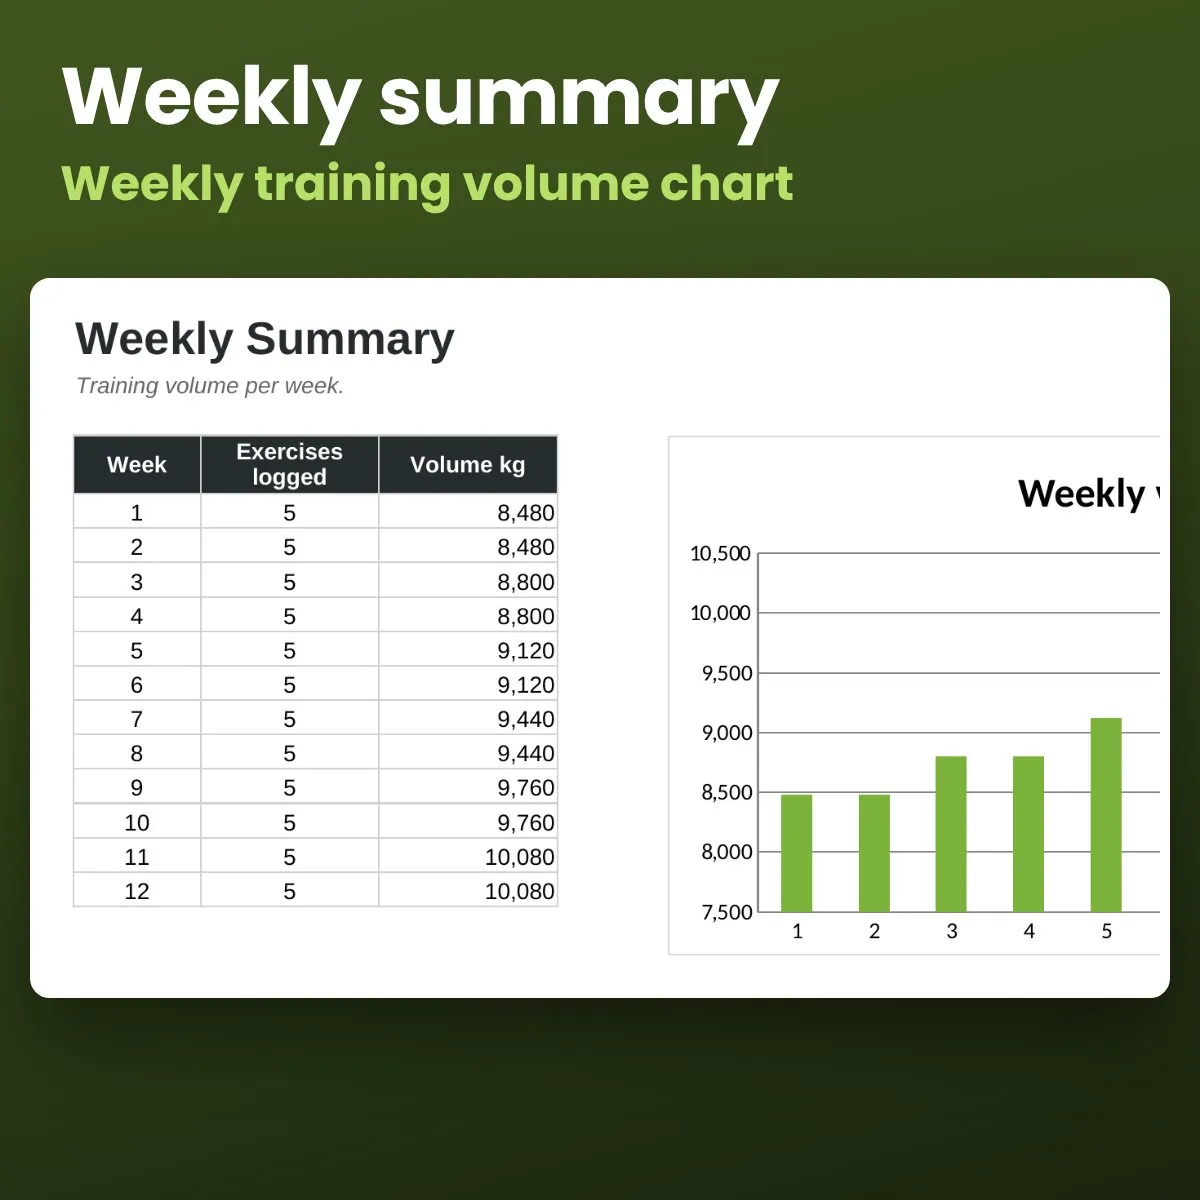 Weekly summary
Weekly training volume chart
Weekly Summary
Training volume per week.
Week Exercises logged Volume kg
1 5 8,480
2 5 8,480
3 5 8,800
4 5 8,800
5 5 9,120
6 5 9,120
7 5 9,440
8 5 9,440
9 5 9,760
10 5 9,760
11 5 10,080
12 5 10,080
Weekly
10,500
10,000
9,500
9,000
8,500
8,000
7,500
1 2 3 4 5